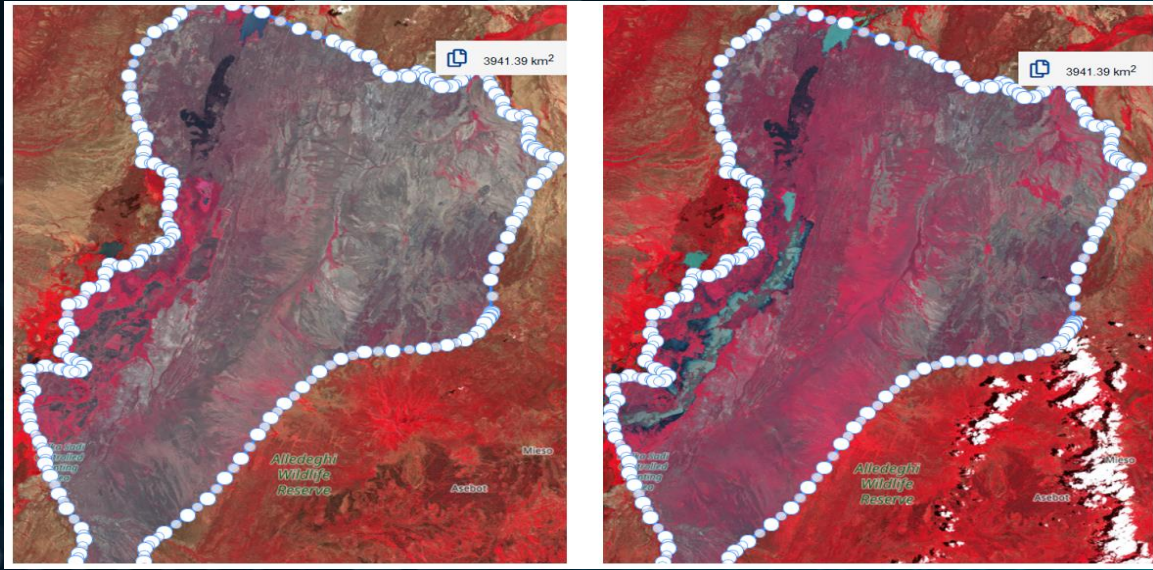 3941.39 km²
Alledeghi
Wildlife
Reserve
Mieso
Asebot
3941.39 km²
Alledeghi
Wildlife
Reserve
Mieso
Asebot